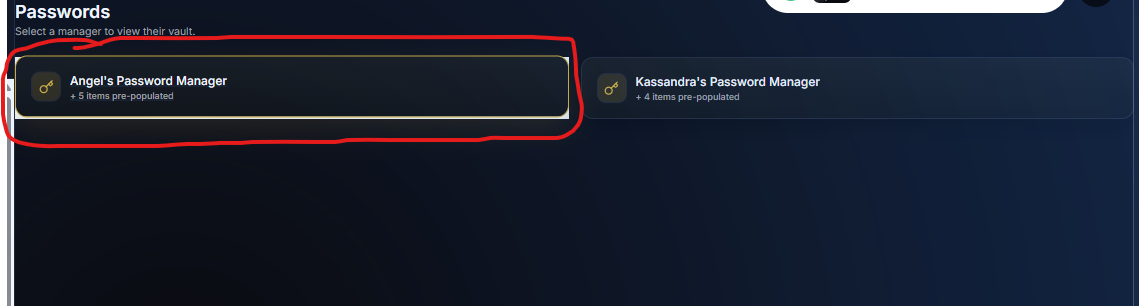 Passwords
Select a manager to view their vault.
Angel's Password Manager
+ 5 items pre-populated
Kassandra's Password Manager
+ 4 items pre-populated